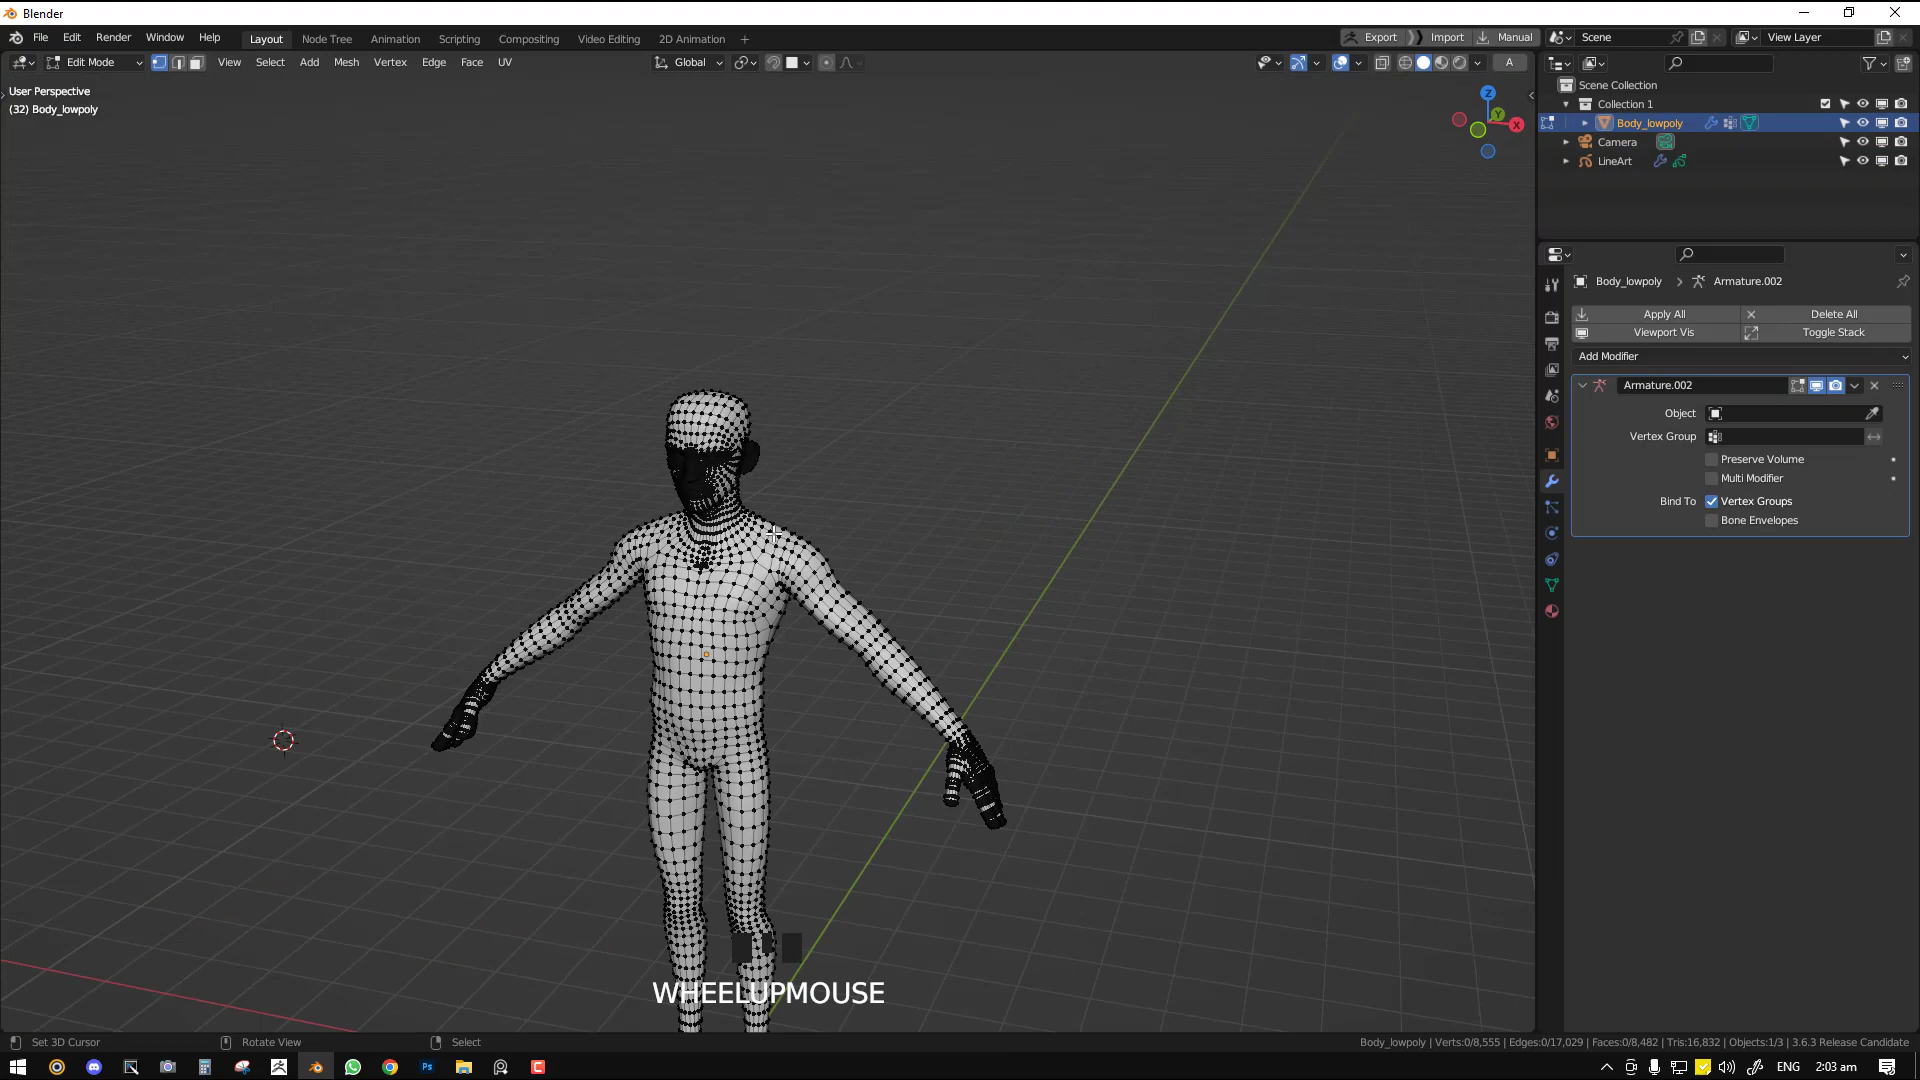 Blender
File Edit Render Window Help Layout Node Tree Animation Scripting Compositing Video Editing 2D Animation + Export Import Manual Scene View Layer
Edit Mode View Select Add Mesh Vertex Edge Face UV Global A
User Perspective
(32) Body_lowpoly
Z
Y
X
Scene Collection
Collection 1
Body_lowpoly
Camera
LineArt
Body_lowpoly > Armature.002
Apply All Delete All
Viewport Vis Toggle Stack
Add Modifier
Armature.002
Object
Vertex Group
Preserve Volume
Multi Modifier
Bind To Vertex Groups
Bone Envelopes
WHEELUPMOUSE
Set 3D Cursor Rotate View Select Body_lowpoly | Verts:0/8,555 | Edges:0/17,029 | Faces:0/8,482 | Tris:16,832 | Objects:1/3 | 3.6.3 Release Candidate
Ps ENG 2:03 am